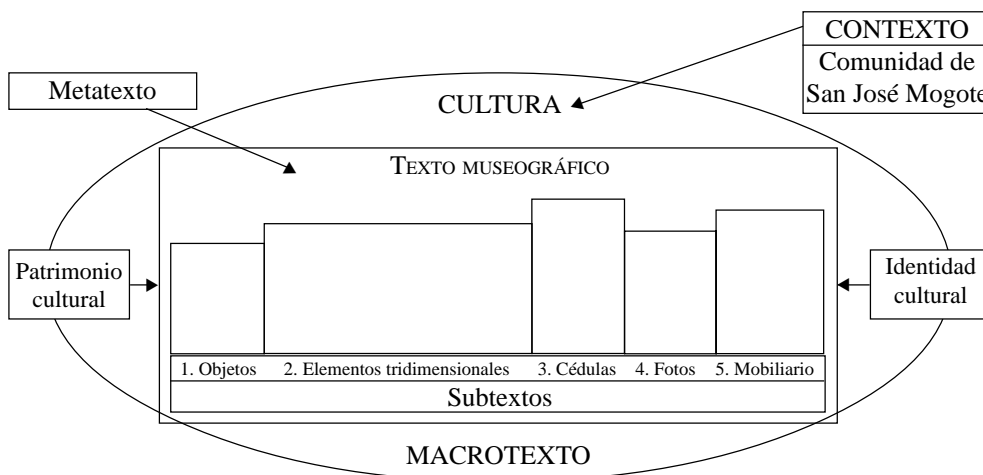 CONTEXTO
Comunidad de
San José Mogote
Metatexto
CULTURA
TEXTO MUSEOGRÁFICO
Patrimonio
cultural
Identidad
cultural
1. Objetos
2. Elementos tridimensionales
3. Cédulas
4. Fotos
5. Mobiliario
Subtextos
MACROTEXTO